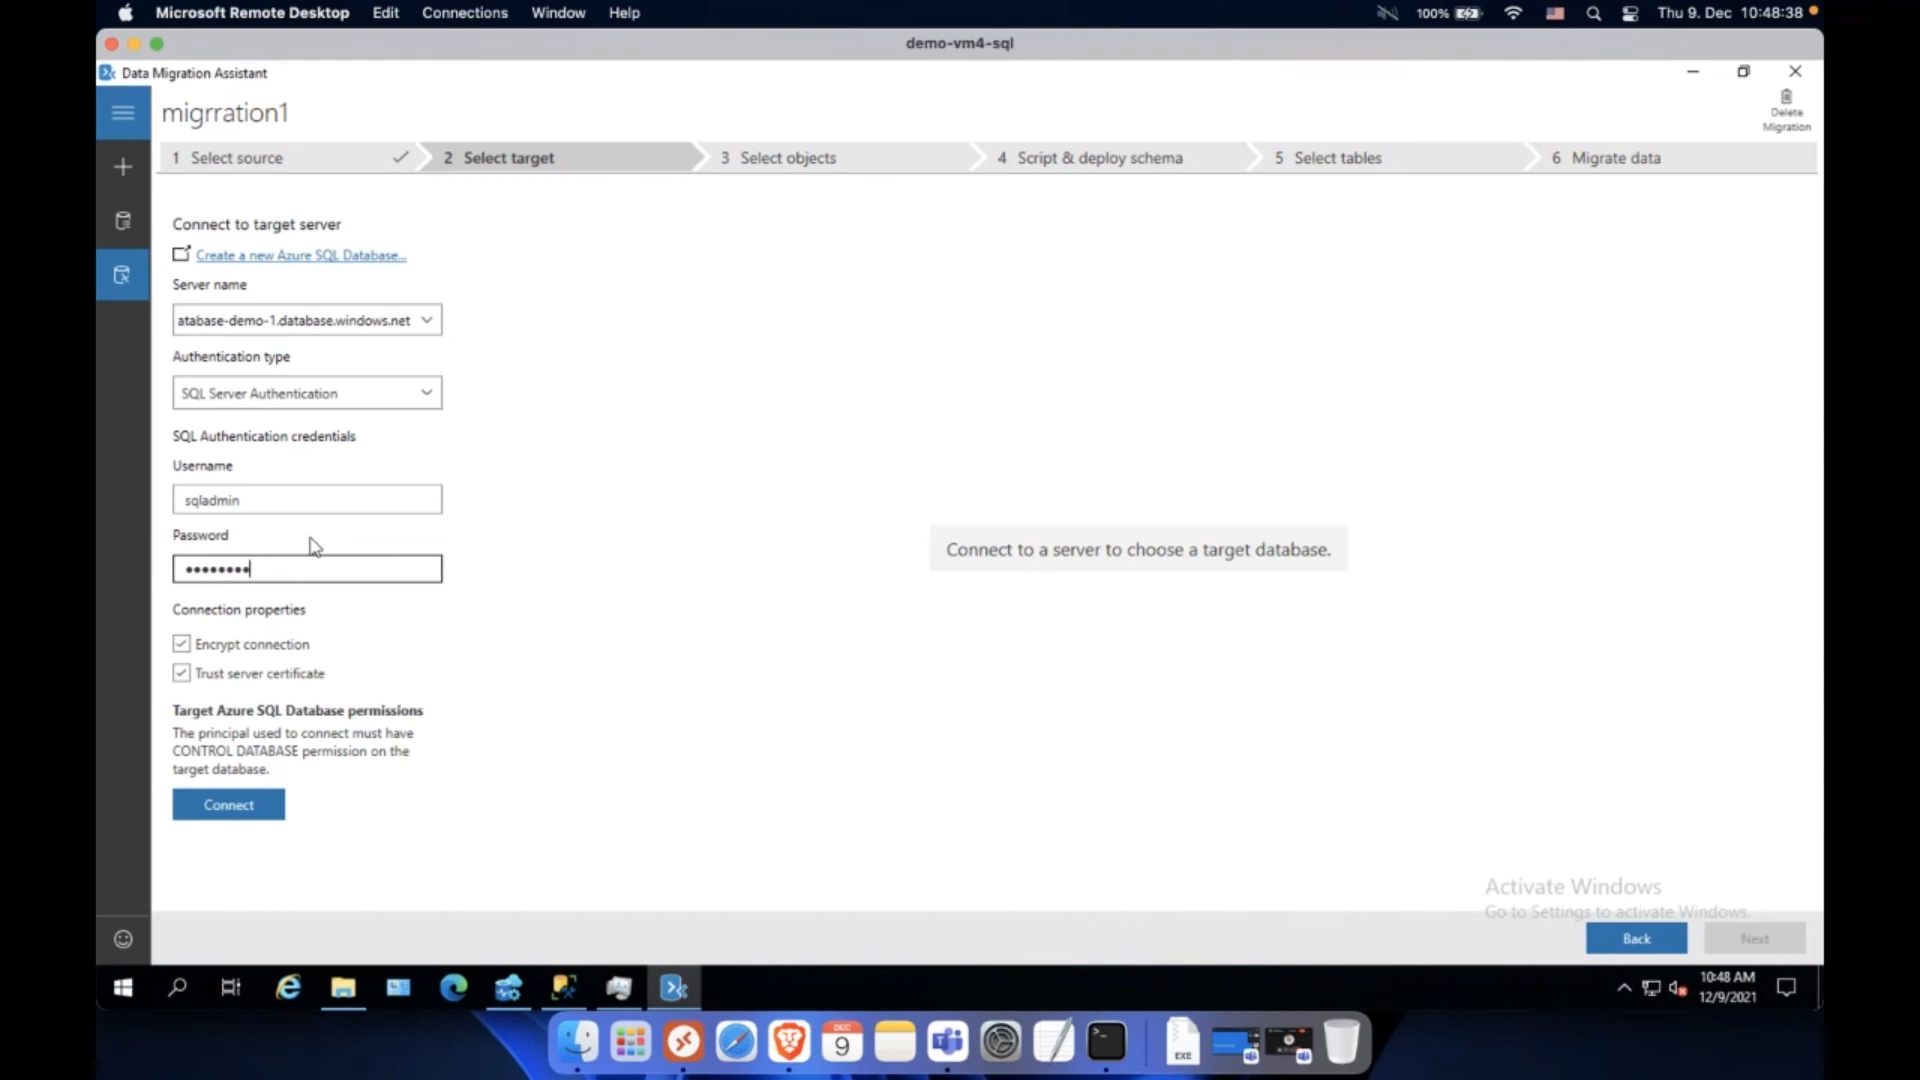 Microsoft Remote Desktop Edit Connections Window Help 100% Thu 9. Dec 10:48:38
demo-vm4-sql
Data Migration Assistant
migrration1
Delete
Migration
1 Select source 2 Select target 3 Select objects 4 Script & deploy schema 5 Select tables 6 Migrate data
Connect to target server
Create a new Azure SQL Database...
Server name
atabase-demo-1.database.windows.net
Authentication type
SQL Server Authentication
SQL Authentication credentials
Username
sqladmin
Password
••••••••
Connection properties
Encrypt connection
Trust server certificate
Target Azure SQL Database permissions
The principal used to connect must have
CONTROL DATABASE permission on the
target database.
Connect
Connect to a server to choose a target database.
Activate Windows
Go to Settings to activate Windows.
Back Next
10:48 AM
12/9/2021
DEC
9
EXE